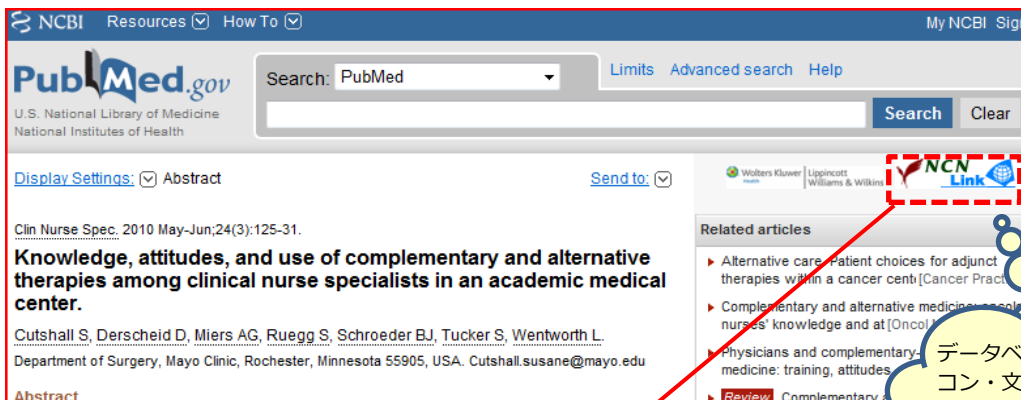 NCBI Resources How To My NCBI Sign
PubMed.gov
U.S. National Library of Medicine
National Institutes of Health
Search: PubMed
Limits Advanced search Help
Search Clear
Display Settings: Abstract Send to:
Wolters Kluwer
Health
Lippincott
Williams & Wilkins
NCN
Link
Clin Nurse Spec. 2010 May-Jun;24(3):125-31.
Knowledge, attitudes, and use of complementary and alternative
therapies among clinical nurse specialists in an academic medical
center.
Cutshall S, Derscheid D, Miers AG, Ruegg S, Schroeder BJ, Tucker S, Wentworth L.
Department of Surgery, Mayo Clinic, Rochester, Minnesota 55905, USA. Cutshall.susane@mayo.edu
Abstract
Related articles
Alternative care. Patient choices for adjunct
therapies within a cancer cent [Cancer Pract
Complementary and alternative medicine:
nurses' knowledge and at [Oncol
Physicians and complementary-
medicine: training, attitudes,
Review Complementary
データベ
コン・文